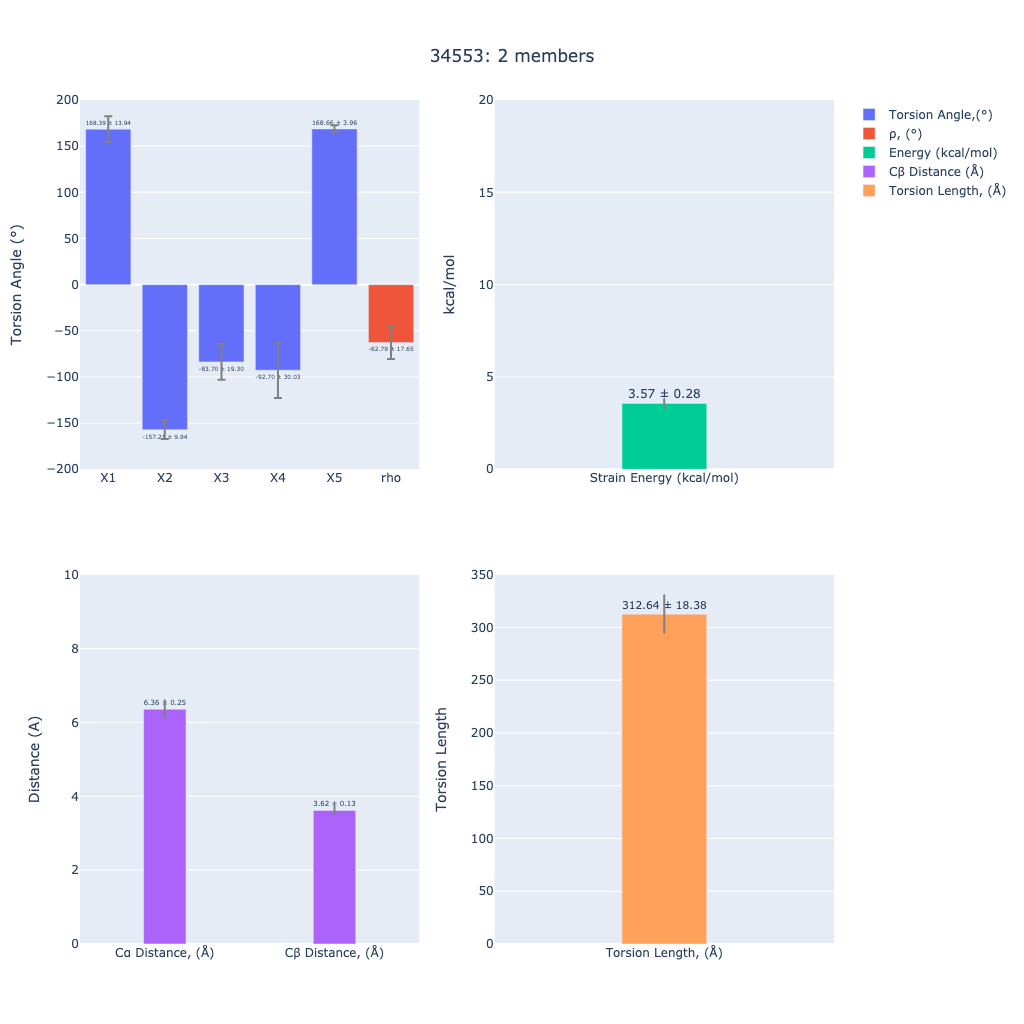 34553: 2 members
Torsion Angle (°)
200
150
100
50
0
−50
−100
−150
−200
168.39 ± 13.94
168.66 ± 3.96
-83.70 ± 19.30
-92.70 ± 30.03
-62.79 ± 17.65
± 9.94
X1
X2
X3
X4
X5
rho
kcal/mol
20
15
10
5
0
3.57 ± 0.28
Strain Energy (kcal/mol)
Torsion Angle,(°)
ρ, (°)
Energy (kcal/mol)
Cβ Distance (Å)
Torsion Length, (Å)
Distance (A)
10
8
6
4
2
0
6.36 ± 0.25
3.62 ± 0.13
Cα Distance, (Å)
Cβ Distance, (Å)
Torsion Length
350
300
250
200
150
100
50
0
312.64 ± 18.38
Torsion Length, (Å)